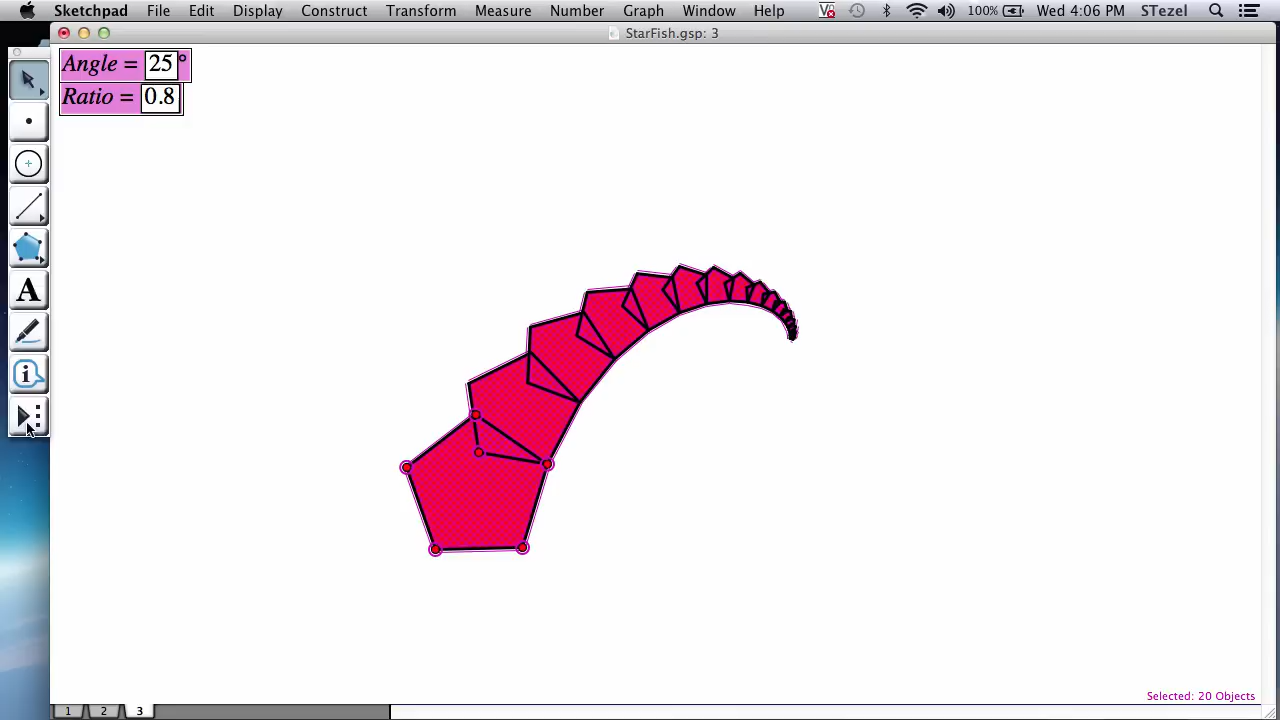 Sketchpad File Edit Display Construct Transform Measure Number Graph Window Help 100% Wed 4:06 PM STezel
StarFish.gsp: 3
Angle = 25°
Ratio = 0.8
A
i
Selected: 20 Objects
1 2 3